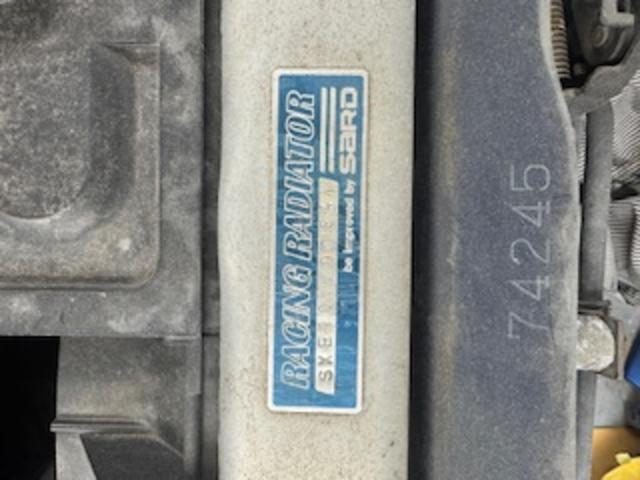 RACING RADIATOR
be improved by SARD
74245